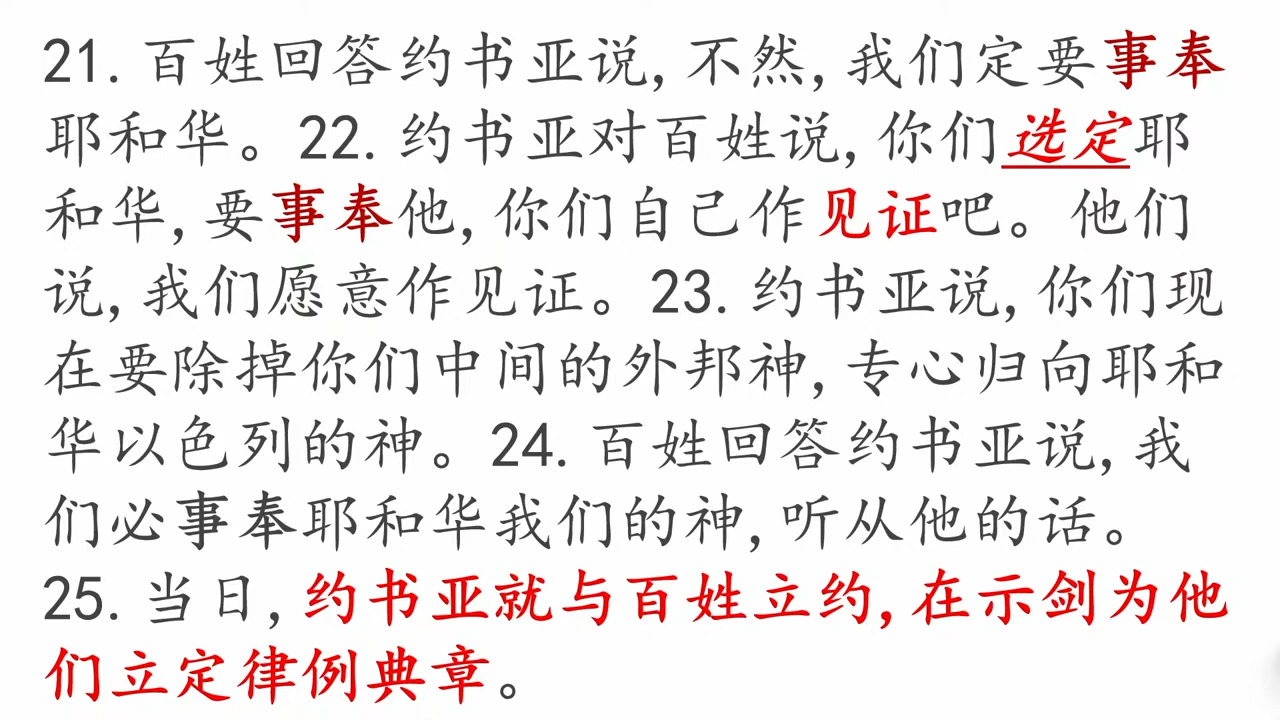 21. 百姓回答约书亚说, 不然, 我们定要事奉
耶和华。22. 约书亚对百姓说, 你们选定耶
和华, 要事奉他, 你们自己作见证吧。他们
说, 我们愿意作见证。23. 约书亚说, 你们现
在要除掉你们中间的外邦神, 专心归向耶和
华以色列的神。24. 百姓回答约书亚说, 我
们必事奉耶和华我们的神, 听从他的话。
25. 当日, 约书亚就与百姓立约, 在示剑为他
们立定律例典章。